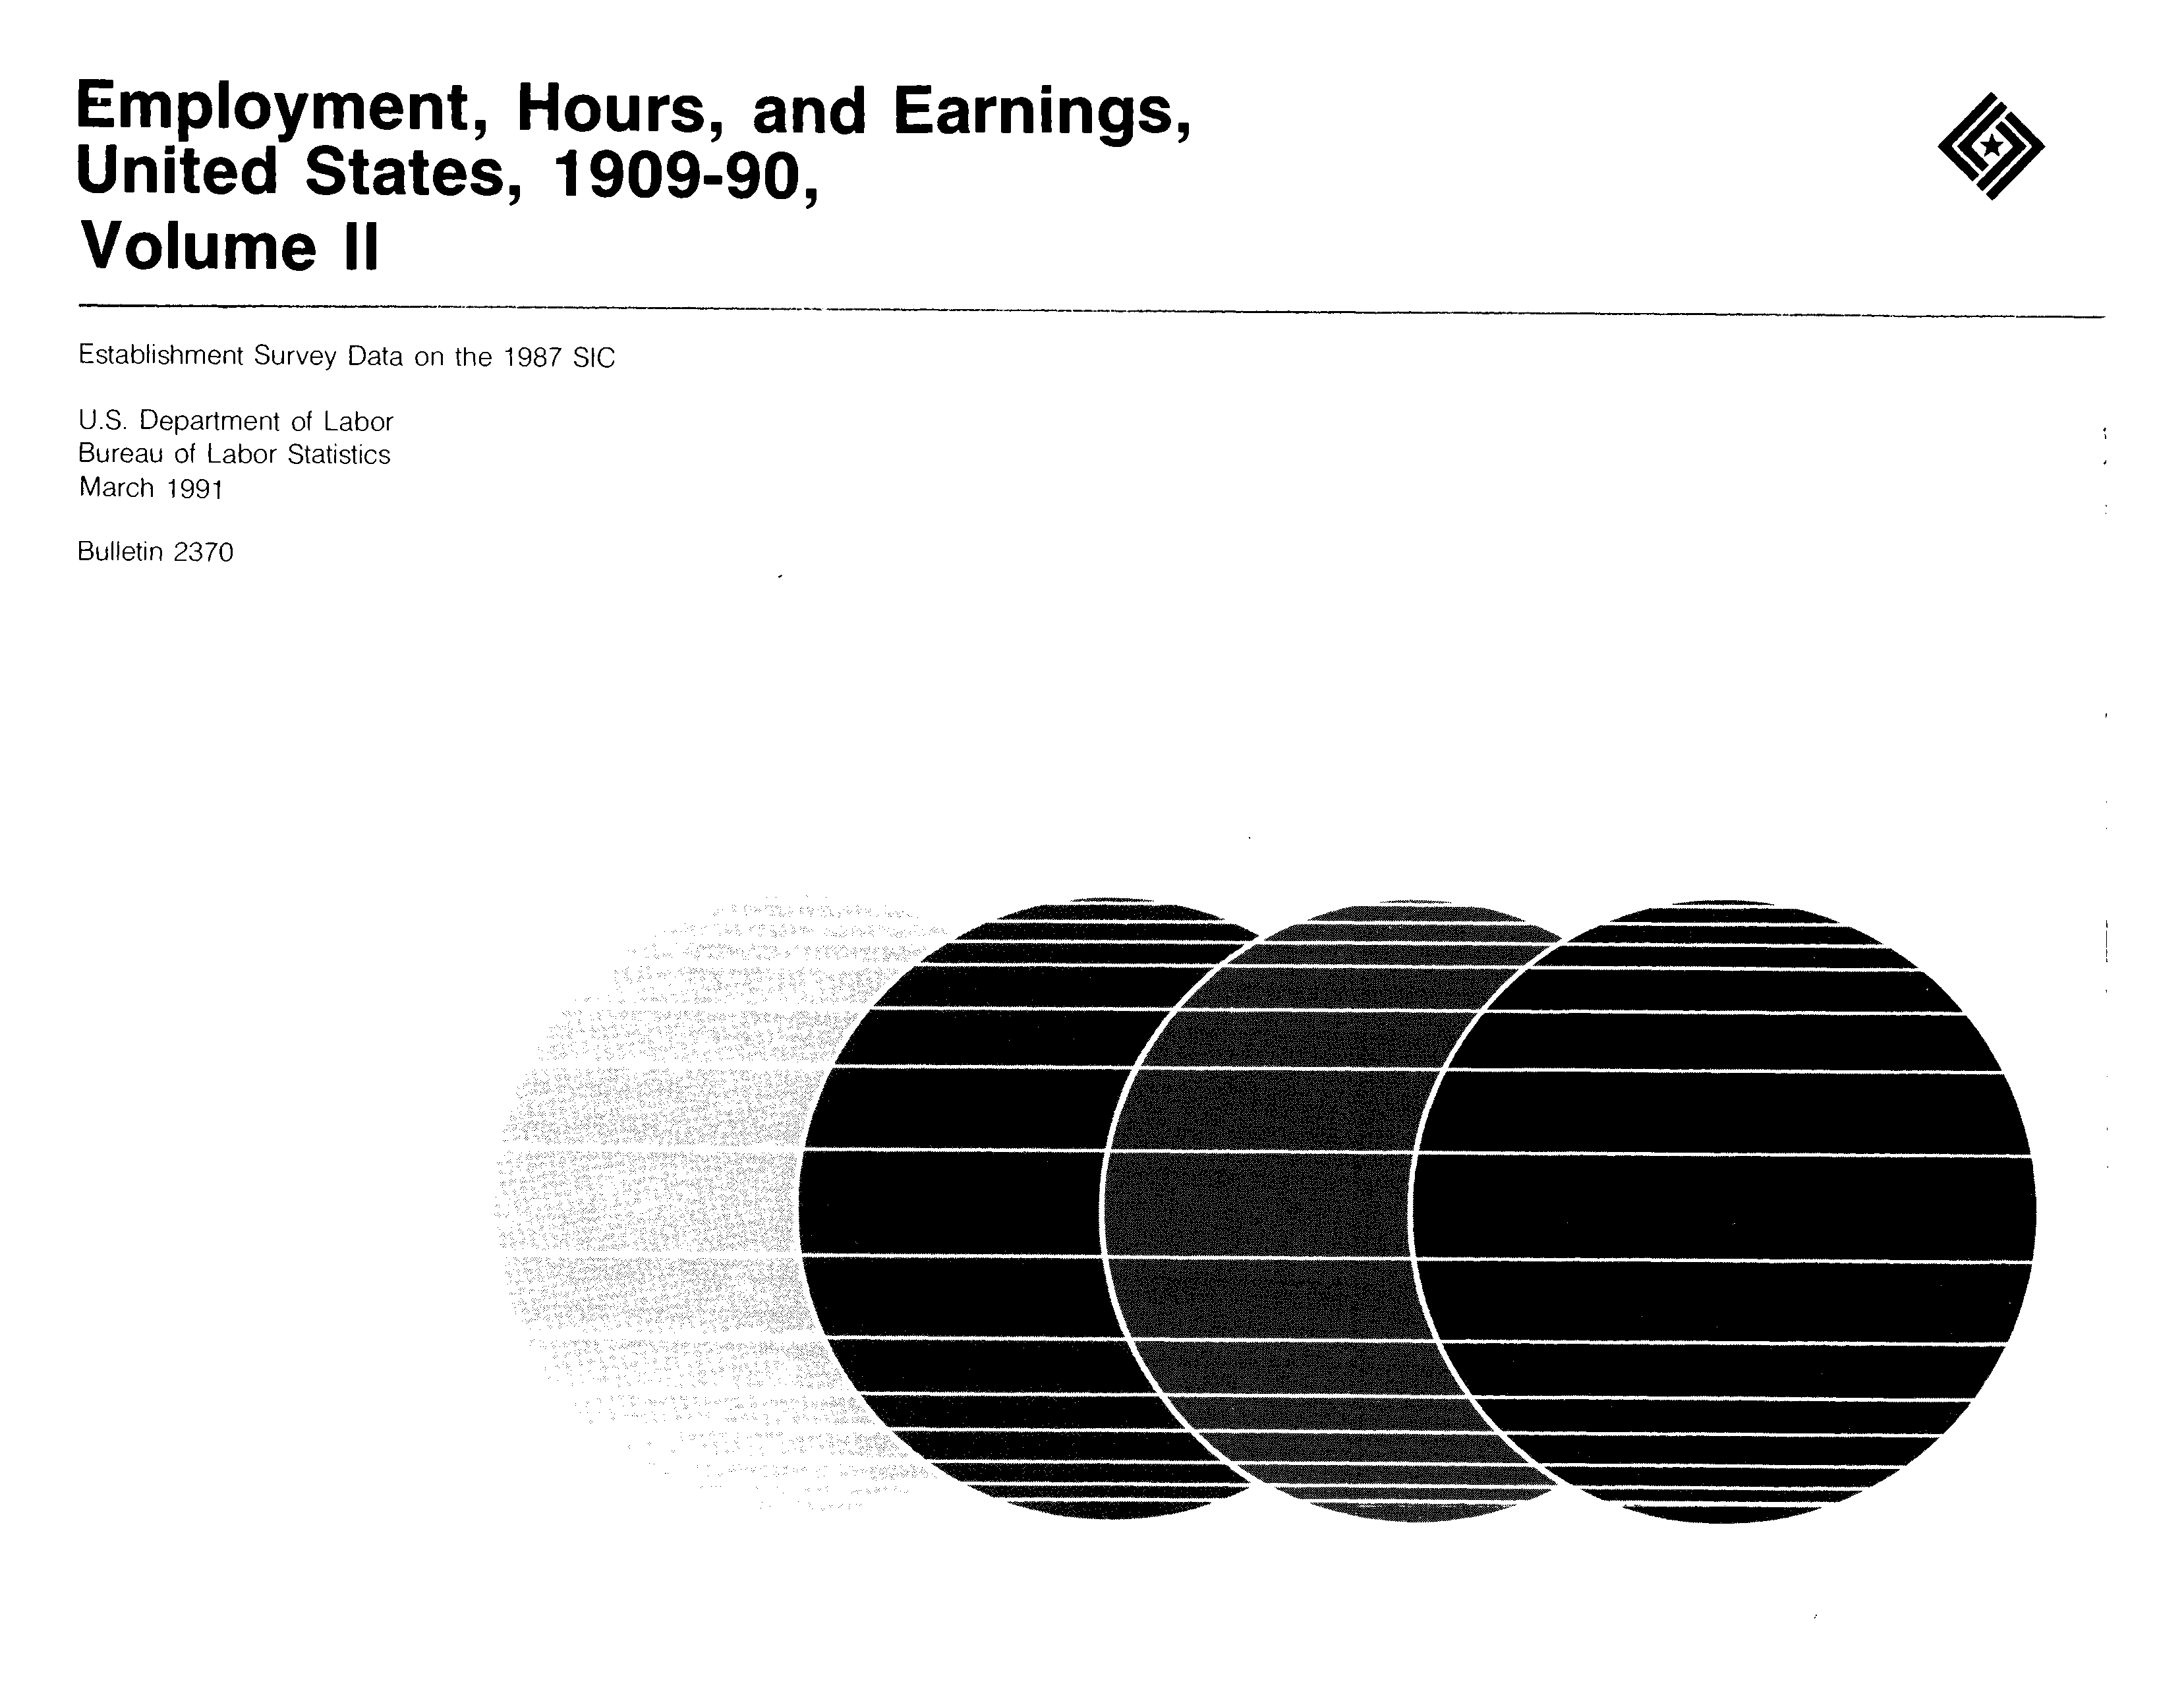 Employment, Hours, and Earnings,
United States, 1909-90,
Volume II
Establishment Survey Data on the 1987 SIC
U.S. Department of Labor
Bureau of Labor Statistics
March 1991
Bulletin 2370